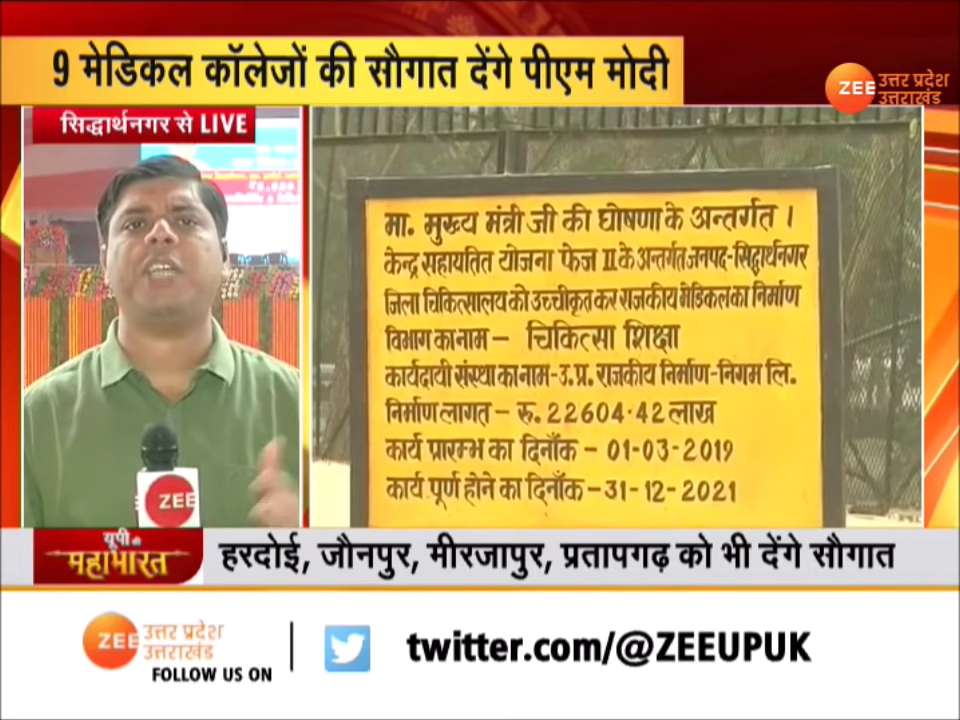 9 मेडिकल कॉलेजों की सौगात देंगे पीएम मोदी
ZEE उत्तर प्रदेश
उत्तराखंड
सिद्धार्थनगर से LIVE
मा. मुख्य मंत्री जी की घोषणा के अन्तर्गत ।
केन्द्र सहायतित योजना फेज II के अन्तर्गत जनपद-सिद्धार्थनगर
जिला चिकित्सालय को उच्चीकृत कर राजकीय मेडिकल का निर्माण
विभाग का नाम – चिकित्सा शिक्षा
कार्यदायी संस्था का नाम-उ.प्र. राजकीय निर्माण-निगम लि.
निर्माण लागत – रु. 22604.42 लाख
कार्य प्रारम्भ का दिनाँक – 01-03-2019
कार्य पूर्ण होने का दिनाँक – 31-12-2021
ZEE
यूपी का
महाभारत
हरदोई, जौनपुर, मीरजापुर, प्रतापगढ़ को भी देंगे सौगात
ZEE उत्तर प्रदेश
उत्तराखंड
FOLLOW US ON
twitter.com/@ZEEUPUK